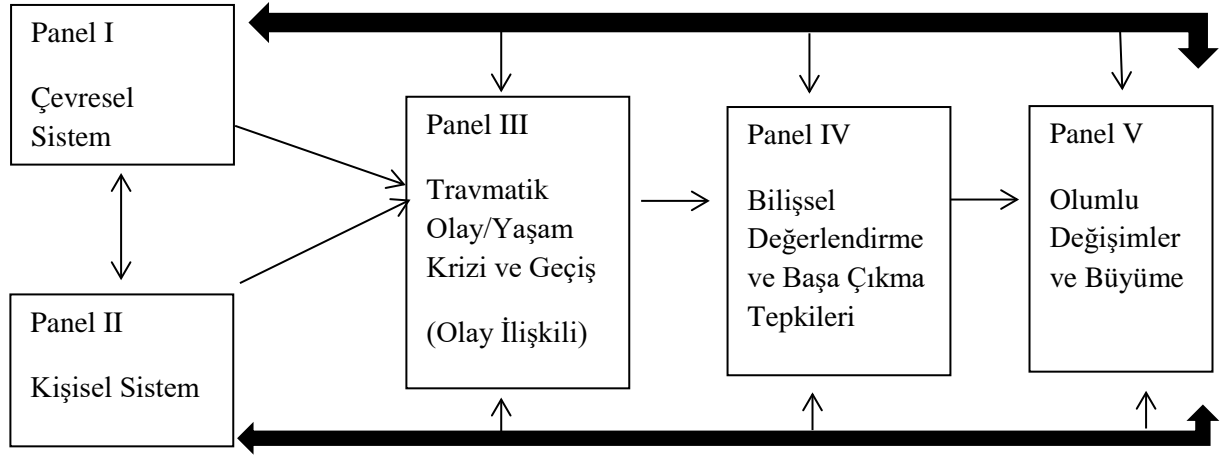 Panel I
Çevresel
Sistem
Panel II
Kişisel Sistem
Panel III
Travmatik
Olay/Yaşam
Krizi ve Geçiş
(Olay İlişkili)
Panel IV
Bilişsel
Değerlendirme
ve Başa Çıkma
Tepkileri
Panel V
Olumlu
Değişimler
ve Büyüme